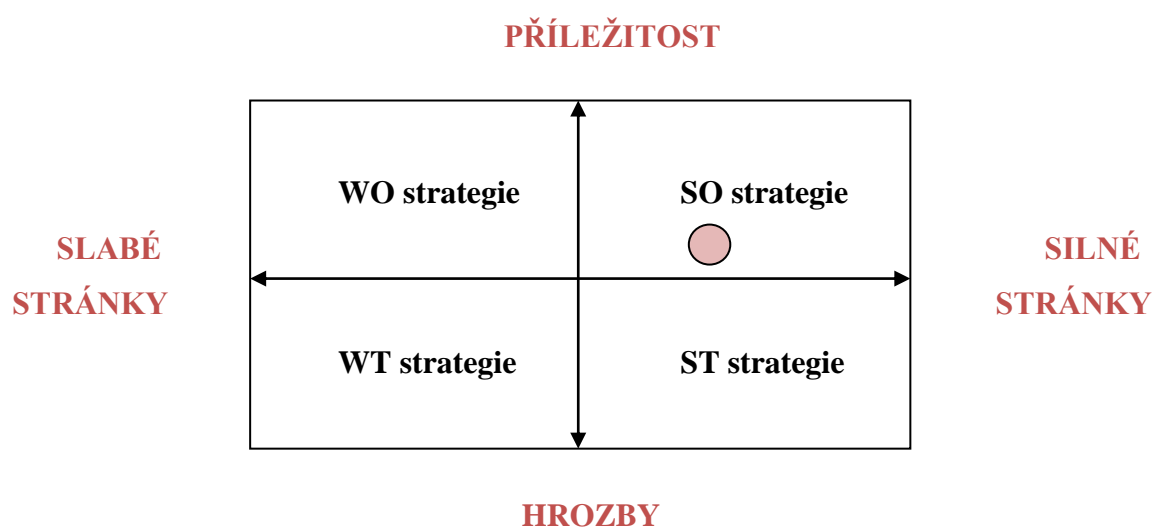 PŘÍLEŽITOST
WO strategie
SO strategie
SLABÉ
STRÁNKY
SILNÉ
STRÁNKY
WT strategie
ST strategie
HROZBY